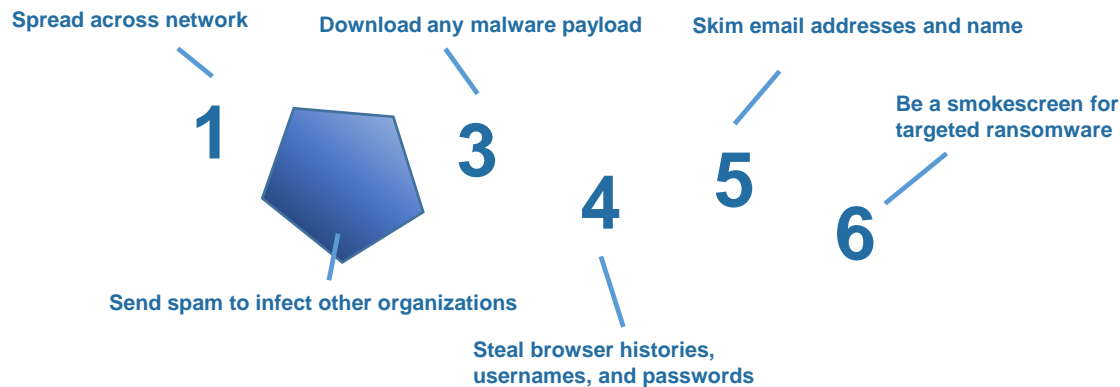 Spread across network
1
Send spam to infect other organizations
Download any malware payload
3
4
Steal browser histories,
usernames, and passwords
Skim email addresses and name
5
Be a smokescreen for
targeted ransomware
6